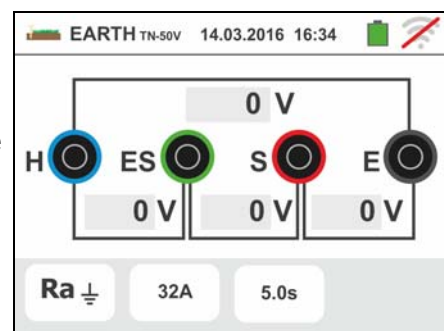 EARTH TN-50V 14.03.2016 16:34
0 V
H ES S E
0 V 0 V 0 V
Ra 32A 5.0s